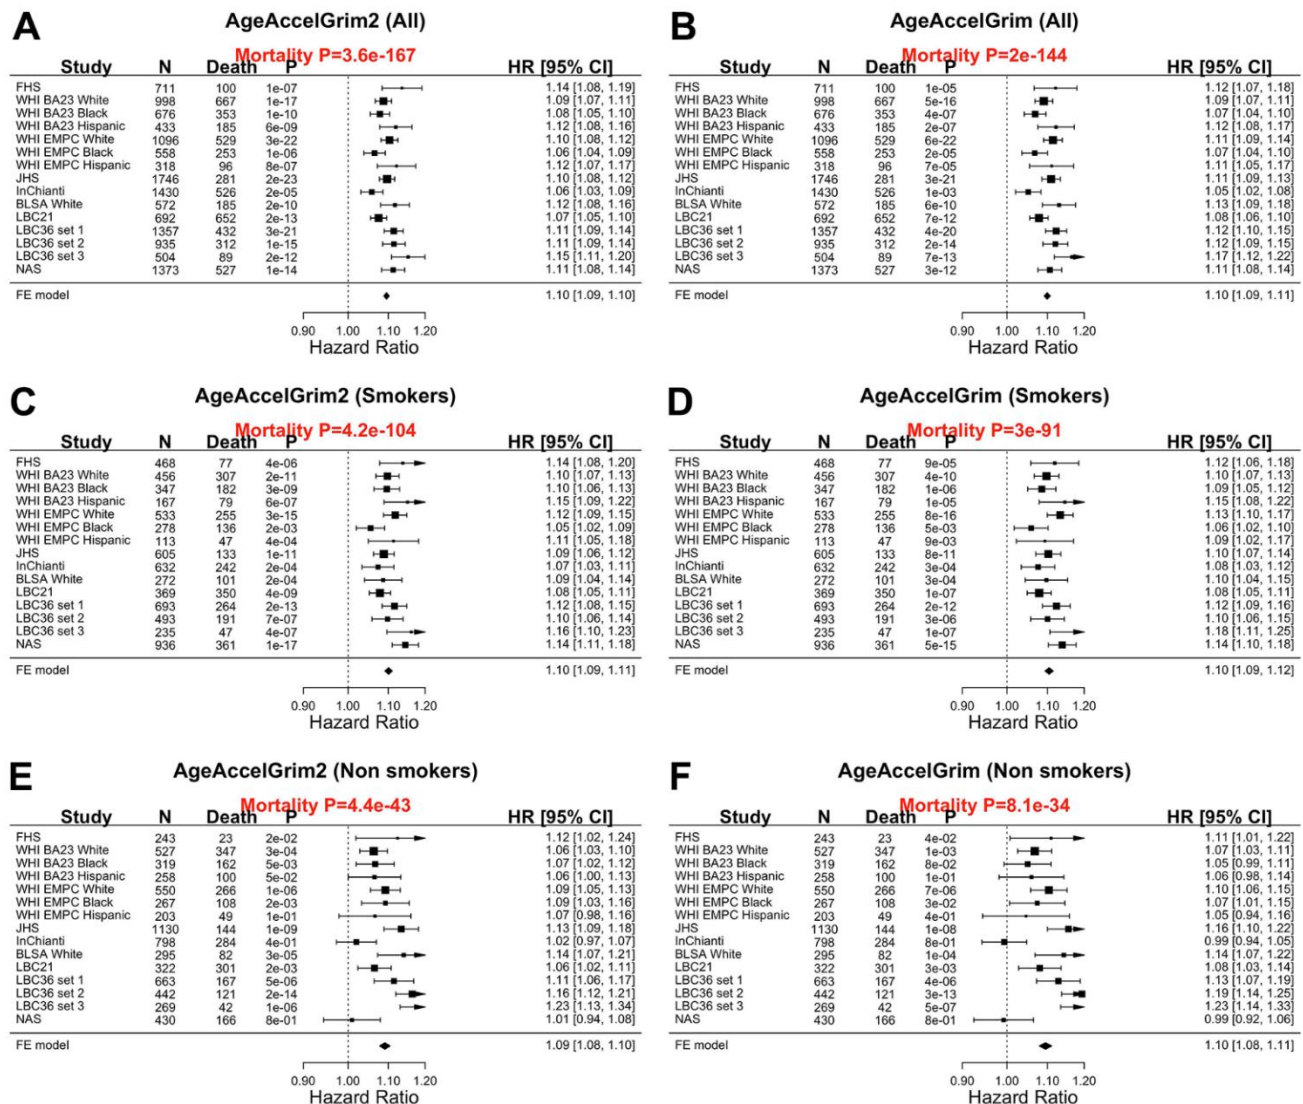 A
AgeAccelGrim2 (All)
Mortality P=3.6e-167
Study N Death P HR [95% CI]
FHS 711 100 1e-07 1.14 [1.08, 1.19]
WHI BA23 White 998 667 1e-17 1.09 [1.07, 1.11]
WHI BA23 Black 676 353 1e-10 1.08 [1.05, 1.10]
WHI BA23 Hispanic 433 185 6e-09 1.12 [1.08, 1.16]
WHI EMPC White 1096 529 3e-22 1.10 [1.08, 1.12]
WHI EMPC Black 558 253 1e-06 1.06 [1.04, 1.09]
WHI EMPC Hispanic 318 96 8e-07 1.12 [1.07, 1.17]
JHS 1746 281 2e-23 1.10 [1.08, 1.12]
InChianti 1430 526 2e-05 1.06 [1.03, 1.09]
BLSA White 572 185 2e-10 1.12 [1.08, 1.16]
LBC21 692 652 2e-13 1.07 [1.05, 1.10]
LBC36 set 1 1357 432 3e-21 1.11 [1.09, 1.14]
LBC36 set 2 935 312 1e-15 1.11 [1.09, 1.14]
LBC36 set 3 504 89 2e-12 1.15 [1.11, 1.20]
NAS 1373 527 1e-14 1.11 [1.08, 1.14]
FE model 1.10 [1.09, 1.10]
0.90 1.00 1.10 1.20
Hazard Ratio
B
AgeAccelGrim (All)
Mortality P=2e-144
Study N Death P HR [95% CI]
FHS 711 100 1e-05 1.12 [1.07, 1.18]
WHI BA23 White 998 667 5e-16 1.09 [1.07, 1.11]
WHI BA23 Black 676 353 4e-07 1.07 [1.04, 1.10]
WHI BA23 Hispanic 433 185 2e-07 1.12 [1.08, 1.17]
WHI EMPC White 1096 529 6e-22 1.11 [1.09, 1.14]
WHI EMPC Black 558 253 2e-05 1.07 [1.04, 1.10]
WHI EMPC Hispanic 318 96 7e-05 1.11 [1.05, 1.17]
JHS 1746 281 3e-21 1.11 [1.09, 1.13]
InChianti 1430 526 1e-03 1.05 [1.02, 1.08]
BLSA White 572 185 6e-10 1.13 [1.09, 1.18]
LBC21 692 652 7e-12 1.08 [1.06, 1.10]
LBC36 set 1 1357 432 4e-20 1.12 [1.10, 1.15]
LBC36 set 2 935 312 2e-14 1.12 [1.09, 1.15]
LBC36 set 3 504 89 7e-13 1.17 [1.12, 1.22]
NAS 1373 527 3e-12 1.11 [1.08, 1.14]
FE model 1.10 [1.09, 1.11]
0.90 1.00 1.10 1.20
Hazard Ratio
C
AgeAccelGrim2 (Smokers)
Mortality P=4.2e-104
Study N Death P HR [95% CI]
FHS 468 77 4e-06 1.14 [1.08, 1.20]
WHI BA23 White 456 307 2e-11 1.10 [1.07, 1.13]
WHI BA23 Black 347 182 3e-09 1.10 [1.06, 1.13]
WHI BA23 Hispanic 167 79 6e-07 1.15 [1.09, 1.22]
WHI EMPC White 533 255 3e-15 1.12 [1.09, 1.15]
WHI EMPC Black 278 136 2e-03 1.05 [1.02, 1.09]
WHI EMPC Hispanic 113 47 4e-04 1.11 [1.05, 1.18]
JHS 605 133 1e-11 1.09 [1.06, 1.12]
InChianti 632 242 2e-04 1.07 [1.03, 1.11]
BLSA White 272 101 2e-04 1.09 [1.04, 1.14]
LBC21 369 350 4e-09 1.08 [1.05, 1.11]
LBC36 set 1 693 264 2e-13 1.12 [1.08, 1.15]
LBC36 set 2 493 191 7e-07 1.10 [1.06, 1.14]
LBC36 set 3 235 47 4e-07 1.16 [1.10, 1.23]
NAS 936 361 1e-17 1.14 [1.11, 1.18]
FE model 1.10 [1.09, 1.11]
0.90 1.00 1.10 1.20
Hazard Ratio
D
AgeAccelGrim (Smokers)
Mortality P=3e-91
Study N Death P HR [95% CI]
FHS 468 77 9e-05 1.12 [1.06, 1.18]
WHI BA23 White 456 307 4e-10 1.10 [1.07, 1.13]
WHI BA23 Black 347 182 1e-06 1.09 [1.05, 1.12]
WHI BA23 Hispanic 167 79 1e-05 1.15 [1.08, 1.22]
WHI EMPC White 533 255 8e-16 1.13 [1.10, 1.17]
WHI EMPC Black 278 136 5e-03 1.06 [1.02, 1.10]
WHI EMPC Hispanic 113 47 9e-03 1.09 [1.02, 1.17]
JHS 605 133 8e-11 1.10 [1.07, 1.14]
InChianti 632 242 3e-04 1.08 [1.03, 1.12]
BLSA White 272 101 3e-04 1.10 [1.04, 1.15]
LBC21 369 350 1e-07 1.08 [1.05, 1.11]
LBC36 set 1 693 264 2e-12 1.12 [1.09, 1.16]
LBC36 set 2 493 191 3e-06 1.10 [1.06, 1.15]
LBC36 set 3 235 47 1e-07 1.18 [1.11, 1.25]
NAS 936 361 5e-15 1.14 [1.10, 1.18]
FE model 1.10 [1.09, 1.12]
0.90 1.00 1.10 1.20
Hazard Ratio
E
AgeAccelGrim2 (Non smokers)
Mortality P=4.4e-43
Study N Death P HR [95% CI]
FHS 243 23 2e-02 1.12 [1.02, 1.24]
WHI BA23 White 527 347 3e-04 1.06 [1.03, 1.10]
WHI BA23 Black 319 162 5e-03 1.07 [1.02, 1.12]
WHI BA23 Hispanic 258 100 5e-02 1.06 [1.00, 1.13]
WHI EMPC White 550 266 1e-06 1.09 [1.05, 1.13]
WHI EMPC Black 267 108 2e-03 1.09 [1.03, 1.16]
WHI EMPC Hispanic 203 49 1e-01 1.07 [0.98, 1.16]
JHS 1130 144 1e-09 1.13 [1.09, 1.18]
InChianti 798 284 4e-01 1.02 [0.97, 1.07]
BLSA White 295 82 3e-05 1.14 [1.07, 1.21]
LBC21 322 301 2e-03 1.06 [1.02, 1.11]
LBC36 set 1 663 167 5e-06 1.11 [1.06, 1.17]
LBC36 set 2 442 121 2e-14 1.16 [1.12, 1.21]
LBC36 set 3 269 42 1e-06 1.23 [1.13, 1.34]
NAS 430 166 8e-01 1.01 [0.94, 1.08]
FE model 1.09 [1.08, 1.10]
0.90 1.00 1.10 1.20
Hazard Ratio
F
AgeAccelGrim (Non smokers)
Mortality P=8.1e-34
Study N Death P HR [95% CI]
FHS 243 23 4e-02 1.11 [1.01, 1.22]
WHI BA23 White 527 347 1e-03 1.07 [1.03, 1.11]
WHI BA23 Black 319 162 8e-02 1.05 [0.99, 1.11]
WHI BA23 Hispanic 258 100 1e-01 1.06 [0.98, 1.14]
WHI EMPC White 550 266 7e-06 1.10 [1.06, 1.15]
WHI EMPC Black 267 108 3e-02 1.07 [1.01, 1.15]
WHI EMPC Hispanic 203 49 4e-01 1.05 [0.94, 1.16]
JHS 1130 144 1e-08 1.16 [1.10, 1.22]
InChianti 798 284 8e-01 0.99 [0.94, 1.05]
BLSA White 295 82 1e-04 1.14 [1.07, 1.22]
LBC21 322 301 3e-03 1.08 [1.03, 1.14]
LBC36 set 1 663 167 4e-06 1.13 [1.07, 1.19]
LBC36 set 2 442 121 3e-13 1.19 [1.14, 1.25]
LBC36 set 3 269 42 5e-07 1.23 [1.14, 1.33]
NAS 430 166 8e-01 0.99 [0.92, 1.06]
FE model 1.10 [1.08, 1.11]
0.90 1.00 1.10 1.20
Hazard Ratio